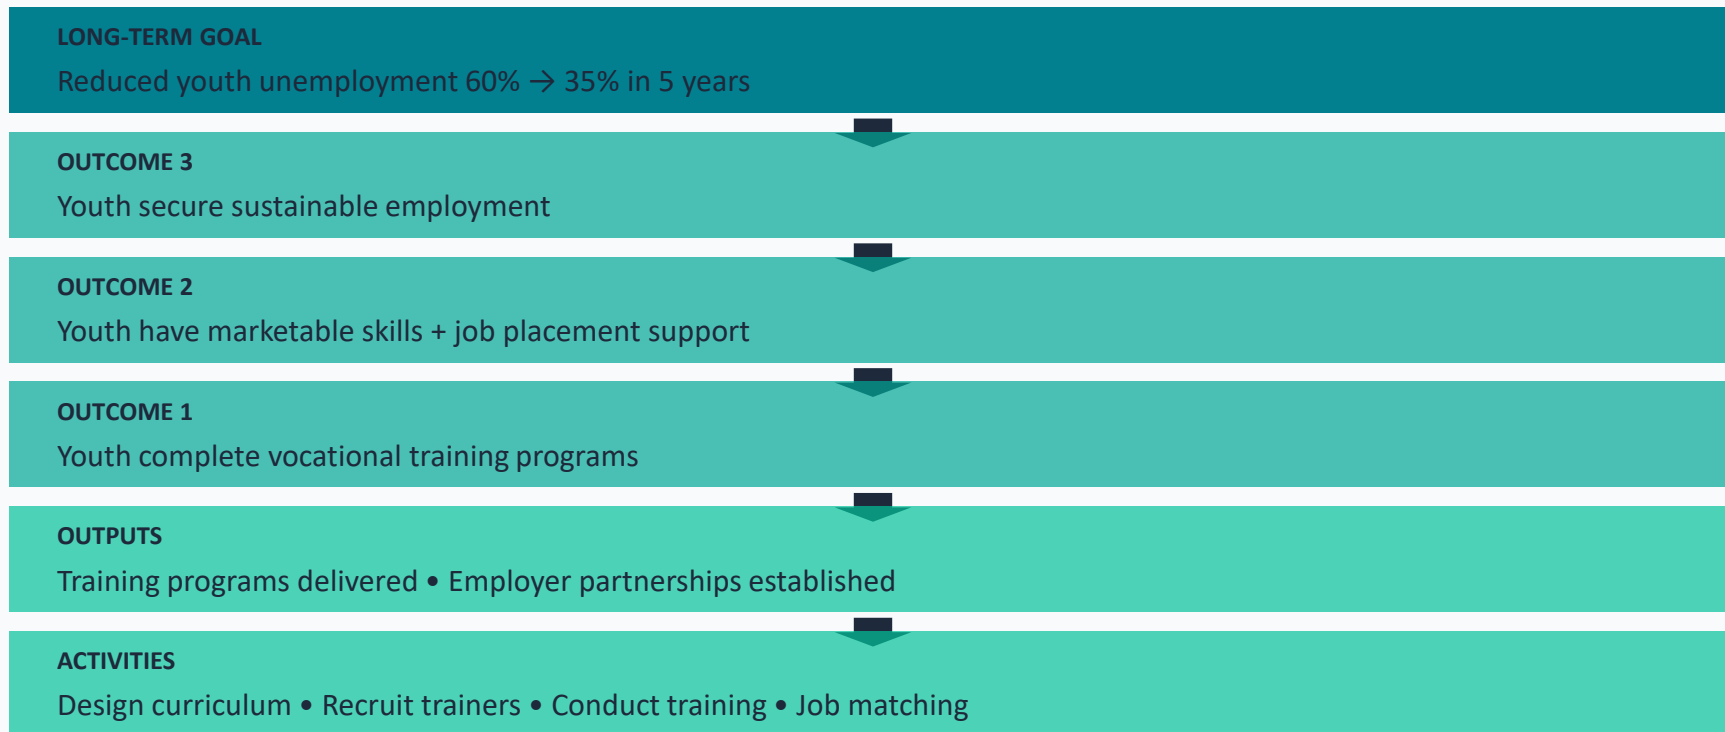 LONG-TERM GOAL
Reduced youth unemployment 60% → 35% in 5 years
OUTCOME 3
Youth secure sustainable employment
OUTCOME 2
Youth have marketable skills + job placement support
OUTCOME 1
Youth complete vocational training programs
OUTPUTS
Training programs delivered • Employer partnerships established
ACTIVITIES
Design curriculum • Recruit trainers • Conduct training • Job matching